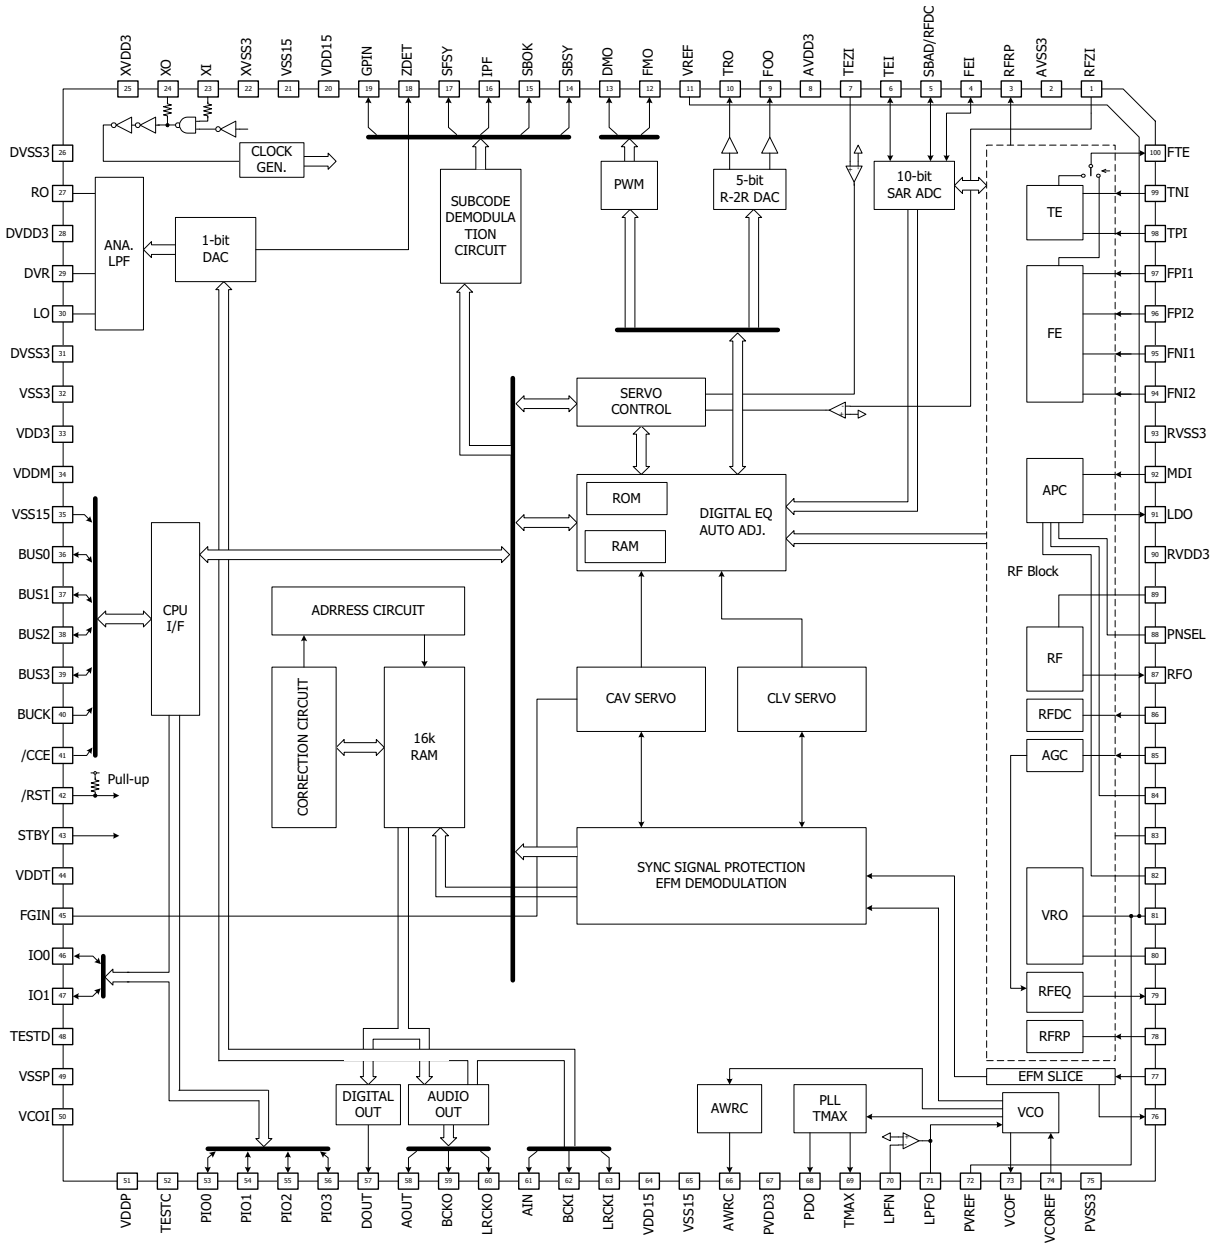 XVDD3
XO
XI
XVSS3
VSS15
VDD15
GPIN
ZDET
SFSY
IPF
SBOK
SBSY
DMO
FMO
VREF
TRO
FOO
AVDD3
TEZI
TEI
SBAD/RFDC
FEI
RFRP
AVSS3
RFZI
25
24
23
22
21
20
19
18
17
16
15
14
13
12
11
10
9
8
7
6
5
4
3
2
1
DVSS3 26
RO 27
DVDD3 28
DVR 29
LO 30
DVSS3 31
VSS3 32
VDD3 33
VDDM 34
VSS15 35
BUS0 36
BUS1 37
BUS2 38
BUS3 39
BUCK 40
/CCE 41
/RST 42
STBY 43
VDDT 44
FGIN 45
IO0 46
IO1 47
TESTD 48
VSSP 49
VCOI 50
CLOCK
GEN.
ANA.
LPF
1-bit
DAC
SUBCODE
DEMODULA
TION
CIRCUIT
PWM
5-bit
R-2R DAC
10-bit
SAR ADC
SERVO
CONTROL
ROM
RAM
DIGITAL EQ
AUTO ADJ.
CPU
I/F
ADRRESS CIRCUIT
CORRECTION CIRCUIT
16k
RAM
CAV SERVO
CLV SERVO
SYNC SIGNAL PROTECTION
EFM DEMODULATION
Pull-up
DIGITAL
OUT
AUDIO
OUT
AWRC
PLL
TMAX
VCO
EFM SLICE
TE
FE
APC
RF Block
RF
RFDC
AGC
VRO
RFEQ
RFRP
100 FTE
99 TNI
98 TPI
97 FPI1
96 FPI2
95 FNI1
94 FNI2
93 RVSS3
92 MDI
91 LDO
90 RVDD3
89
88 PNSEL
87 RFO
86
85
84
83
82
81
80
79
78
77
76
51
52
53
54
55
56
57
58
59
60
61
62
63
64
65
66
67
68
69
70
71
72
73
74
75
VDDP
TESTC
PIO0
PIO1
PIO2
PIO3
DOUT
AOUT
BCKO
LRCKO
AIN
BCKI
LRCKI
VDD15
VSS15
AWRC
PVDD3
PDO
TMAX
LPFN
LPFO
PVREF
VCOF
VCOREF
PVSS3